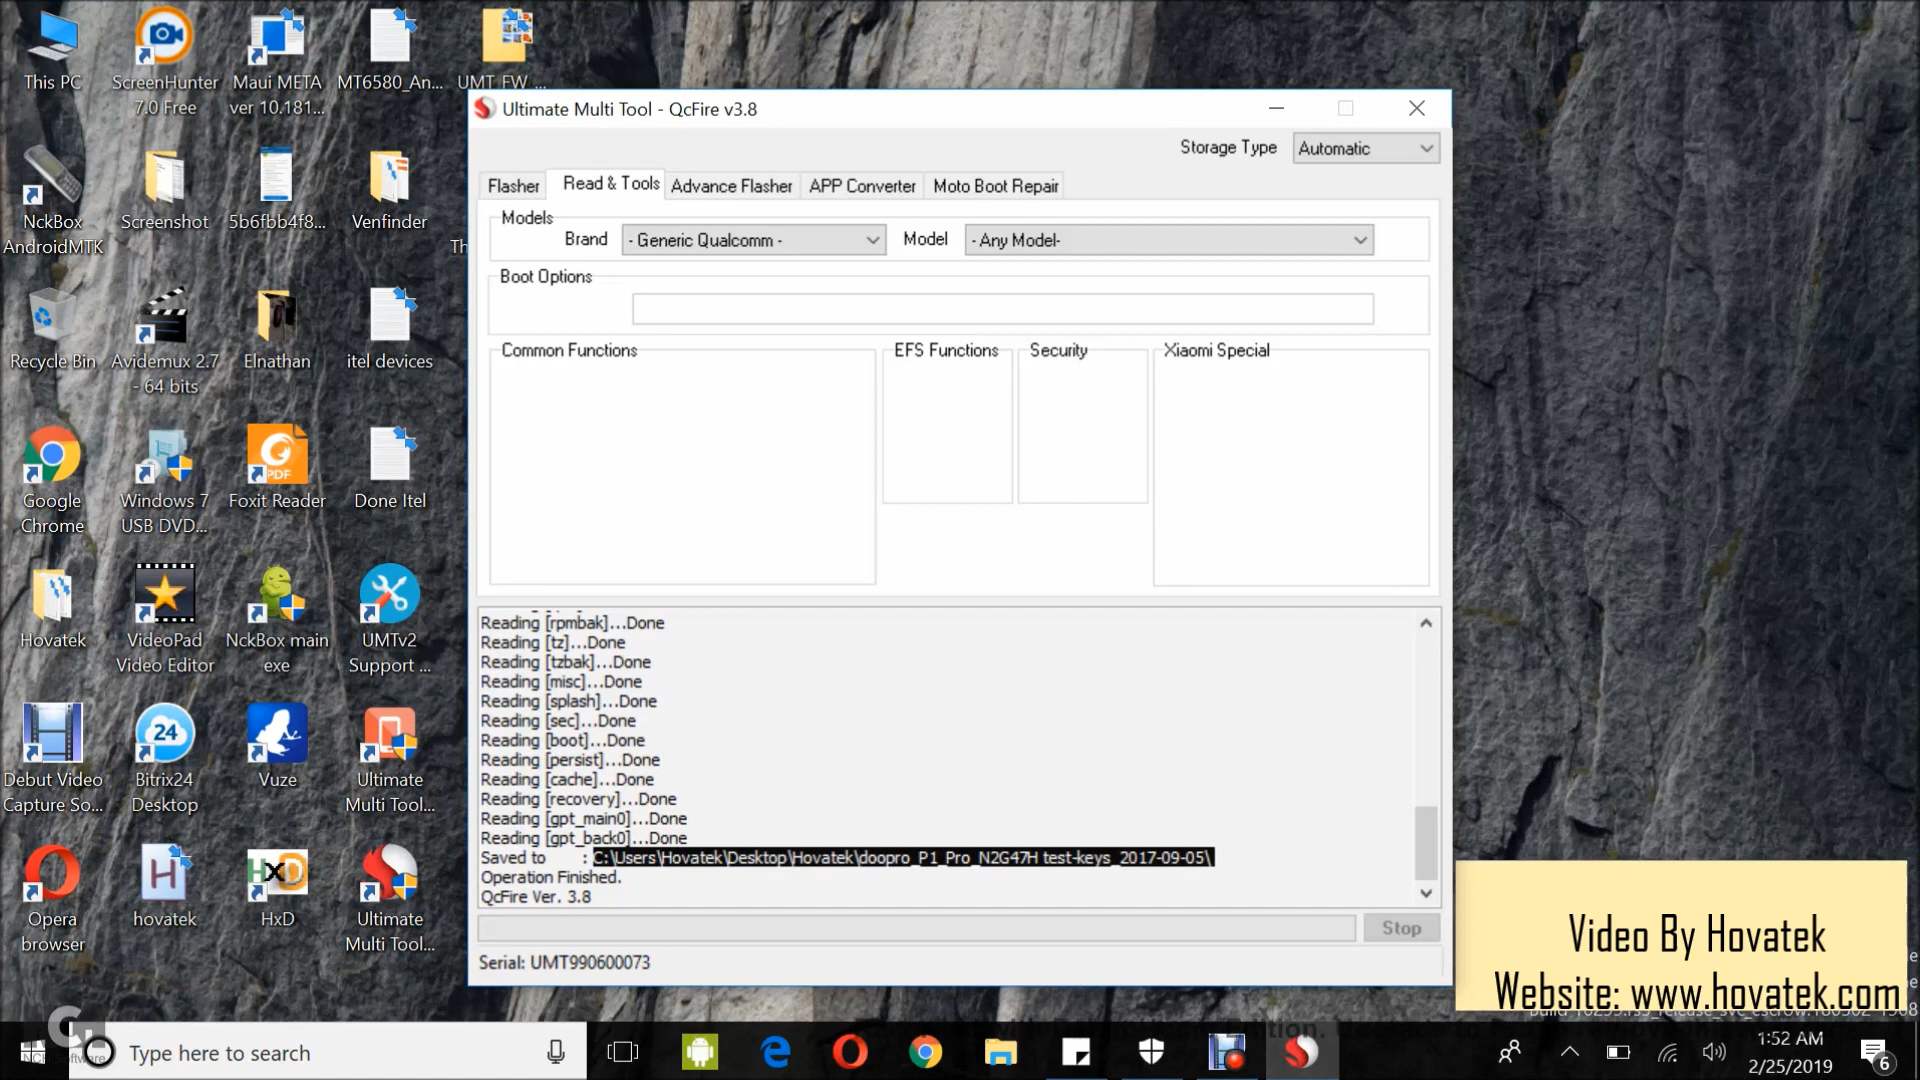 This PC
ScreenHunter
7.0 Free
Maui META
ver 10.181...
MT6580_An...
UMT_FW_...
NckBox
AndroidMTK
Screenshot
5b6fbb4f8...
Venfinder
Th
Recycle Bin
Avidemux 2.7
- 64 bits
Elnathan
itel devices
Google
Chrome
Windows 7
USB DVD...
PDF
Foxit Reader
Done Itel
Hovatek
VideoPad
Video Editor
NckBox main
exe
UMTv2
Support ...
Debut Video
Capture So...
24
Bitrix24
Desktop
Vuze
Ultimate
Multi Tool...
Opera
browser
H
hovatek
HxD
HxD
Ultimate
Multi Tool...
Ultimate Multi Tool - QcFire v3.8
Storage Type
Automatic
Flasher
Read & Tools
Advance Flasher
APP Converter
Moto Boot Repair
Models
Brand
- Generic Qualcomm -
Model
- Any Model-
Boot Options
Common Functions
EFS Functions
Security
Xiaomi Special
Reading [rpmbak]...Done
Reading [tz]...Done
Reading [tzbak]...Done
Reading [misc]...Done
Reading [splash]...Done
Reading [sec]...Done
Reading [boot]...Done
Reading [persist]...Done
Reading [cache]...Done
Reading [recovery]...Done
Reading [gpt_main0]...Done
Reading [gpt_back0]...Done
Saved to : C:\Users\Hovatek\Desktop\Hovatek\doopro_P1_Pro_N2G47H test-keys_2017-09-05\
Operation Finished.
QcFire Ver. 3.8
Stop
Serial: UMT990600073
Video By Hovatek
Website: www.hovatek.com
Type here to search
1:52 AM
2/25/2019
6